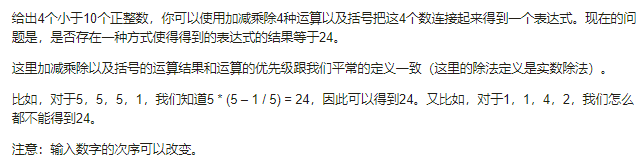 给出4个小于10个正整数，你可以使用加减乘除4种运算以及括号把这4个数连接起来得到一个表达式。现在的问
题是，是否存在一种方式使得得到的表达式的结果等于24。
这里加减乘除以及括号的运算结果和运算的优先级跟我们平常的定义一致（这里的除法定义是实数除法）。
比如，对于5，5，5，1，我们知道5 * (5 – 1 / 5) = 24，因此可以得到24。又比如，对于1，1，4，2，我们怎么
都不能得到24。
注意：输入数字的次序可以改变。